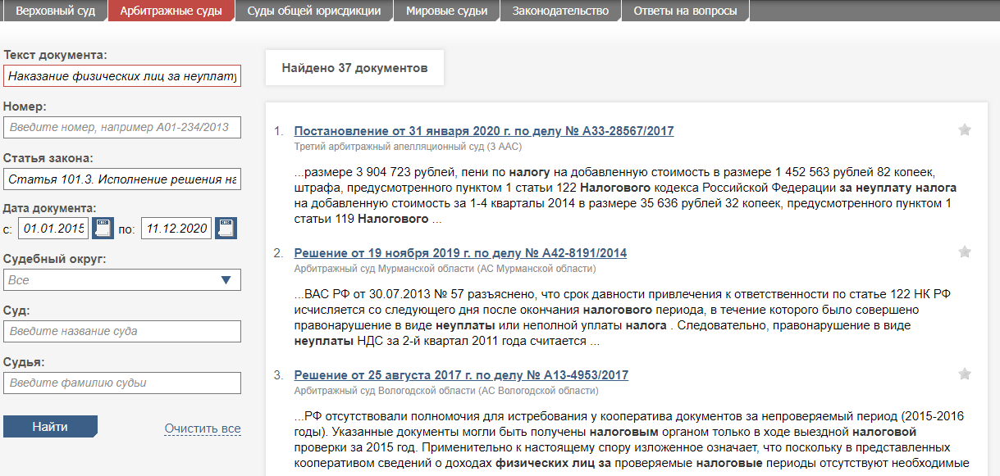 Верховный суд Арбитражные суды Суды общей юрисдикции Мировые судьи Законодательство Ответы на вопросы
Текст документа:
Наказание физических лиц за неуплату
Номер:
Введите номер, например А01-234/2013
Статья закона:
Статья 101.3. Исполнение решения на
Дата документа:
с: 01.01.2015 по: 11.12.2020
Судебный округ:
Все
Суд:
Введите название суда
Судья:
Введите фамилию судьи
Найти Очистить все
Найдено 37 документов
1. Постановление от 31 января 2020 г. по делу № А33-28567/2017
Третий арбитражный апелляционный суд (3 ААС)
...размере 3 904 723 рублей, пени по налогу на добавленную стоимость в размере 1 452 563 рублей 82 копеек,
штрафа, предусмотренного пунктом 1 статьи 122 Налогового кодекса Российской Федерации за неуплату налога
на добавленную стоимость за 1-4 кварталы 2014 в размере 35 636 рублей 32 копеек, предусмотренного пунктом 1
статьи 119 Налогового ...
2. Решение от 19 ноября 2019 г. по делу № А42-8191/2014
Арбитражный суд Мурманской области (АС Мурманской области)
...ВАС РФ от 30.07.2013 № 57 разъяснено, что срок давности привлечения к ответственности по статье 122 НК РФ
исчисляется со следующего дня после окончания налогового периода, в течение которого было совершено
правонарушение в виде неуплаты или неполной уплаты налога . Следовательно, правонарушение в виде
неуплаты НДС за 2-й квартал 2011 года считается ...
3. Решение от 25 августа 2017 г. по делу № А13-4953/2017
Арбитражный суд Вологодской области (АС Вологодской области)
...РФ отсутствовали полномочия для истребования у кооператива документов за непроверяемый период (2015-2016
годы). Указанные документы могли быть получены налоговым органом только в ходе выездной налоговой
проверки за 2015 год. Применительно к настоящему спору изложенное означает, что поскольку в представленных
кооперативом сведений о доходах физических лиц за проверяемые налоговые периоды отсутствуют необходимые